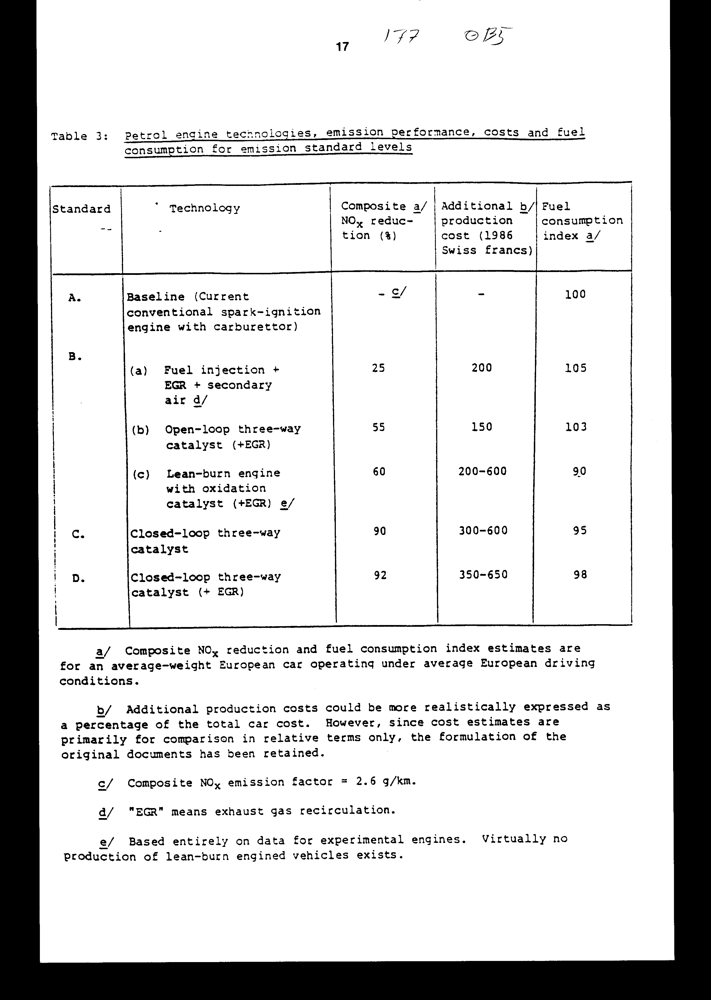 177 OB5
17
Table 3: Petrol engine technologies, emission performance, costs and fuel
consumption for emission standard levels
Standard
--
Technology
Composite a/
NOx reduc-
tion (%)
Additional b/
production
cost (1986
Swiss francs)
Fuel
consumption
index a/
A. Baseline (Current - c/ - 100
conventional spark-ignition
engine with carburettor)
B.
(a) Fuel injection + 25 200 105
EGR + secondary
air d/
(b) Open-loop three-way 55 150 103
catalyst (+EGR)
(c) Lean-burn engine 60 200-600 90
with oxidation
catalyst (+EGR) e/
C. Closed-loop three-way 90 300-600 95
catalyst
D. Closed-loop three-way 92 350-650 98
catalyst (+ EGR)
a/ Composite NOx reduction and fuel consumption index estimates are
for an average-weight European car operating under average European driving
conditions.
b/ Additional production costs could be more realistically expressed as
a percentage of the total car cost. However, since cost estimates are
primarily for comparison in relative terms only, the formulation of the
original documents has been retained.
c/ Composite NOx emission factor = 2.6 g/km.
d/ "EGR" means exhaust gas recirculation.
e/ Based entirely on data for experimental engines. Virtually no
production of lean-burn engined vehicles exists.